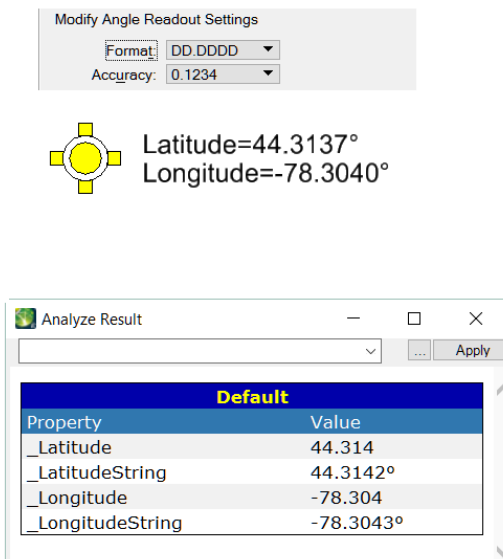 Modify Angle Readout Settings
Format: DD.DDDD
Accuracy: 0.1234
Latitude=44.3137°
Longitude=-78.3040°
Analyze Result
... Apply
Default
Property Value
_Latitude 44.314
_LatitudeString 44.3142º
_Longitude -78.304
_LongitudeString -78.3043º